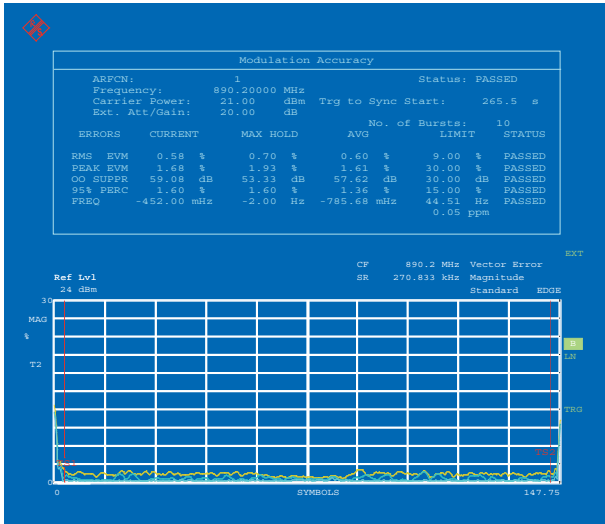 Modulation Accuracy
ARFCN: 1 Status: PASSED
Frequency: 890.20000 MHz
Carrier Power: 21.00 dBm Trg to Sync Start: 265.5 s
Ext. Att/Gain: 20.00 dB
No. of Bursts: 10
ERRORS CURRENT MAX HOLD AVG LIMIT STATUS
RMS EVM 0.58 % 0.70 % 0.60 % 9.00 % PASSED
PEAK EVM 1.68 % 1.93 % 1.61 % 30.00 % PASSED
OO SUPPR 59.08 dB 53.33 dB 57.62 dB 30.00 dB PASSED
95% PERC 1.60 % 1.60 % 1.36 % 15.00 % PASSED
FREQ -452.00 mHz -2.00 Hz -785.68 mHz 44.51 Hz PASSED
0.05 ppm
EXT
CF 890.2 MHz Vector Error
Ref Lvl SR 270.833 kHz Magnitude
24 dBm Standard EDGE
30
MAG
%
B
LN
T2
TRG
0
0 SYMBOLS 147.75